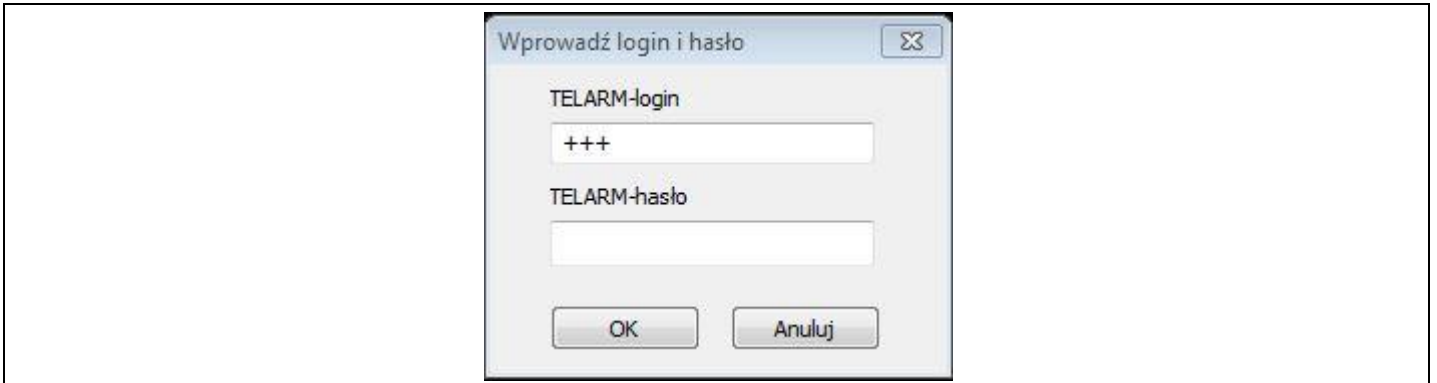 Wprowadź login i hasło
TELARM-login
+++
TELARM-hasło
OK Anuluj